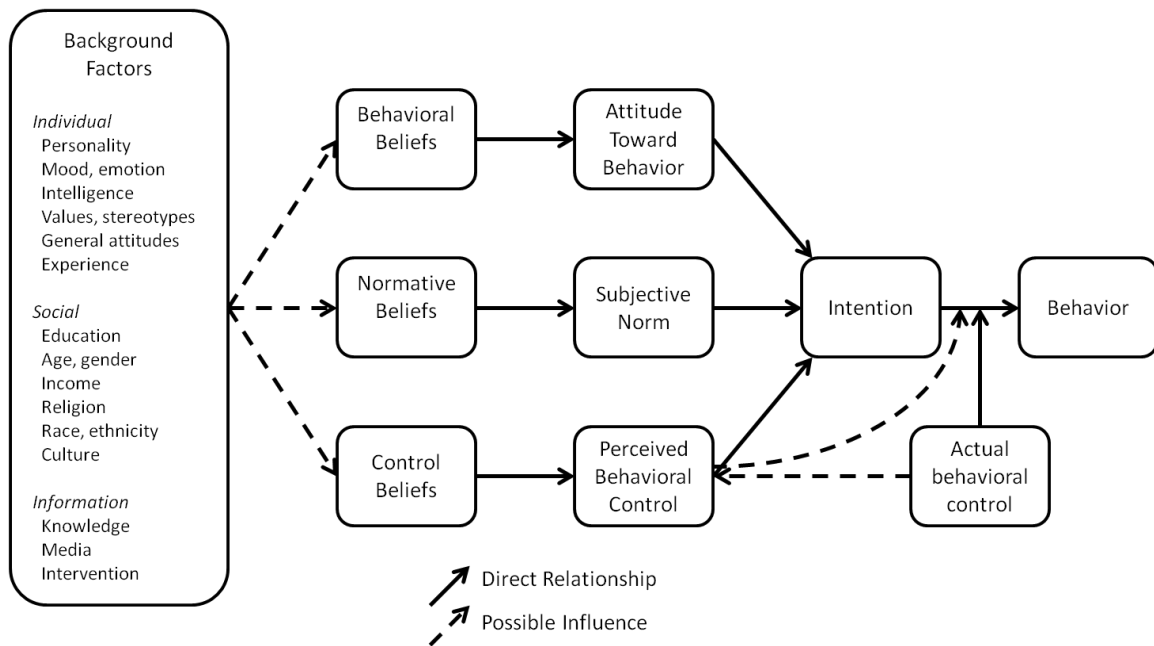 Background
Factors
Individual
Personality
Mood, emotion
Intelligence
Values, stereotypes
General attitudes
Experience
Social
Education
Age, gender
Income
Religion
Race, ethnicity
Culture
Information
Knowledge
Media
Intervention
Behavioral
Beliefs
Attitude
Toward
Behavior
Normative
Beliefs
Subjective
Norm
Intention
Behavior
Control
Beliefs
Perceived
Behavioral
Control
Actual
behavioral
control
Direct Relationship
Possible Influence